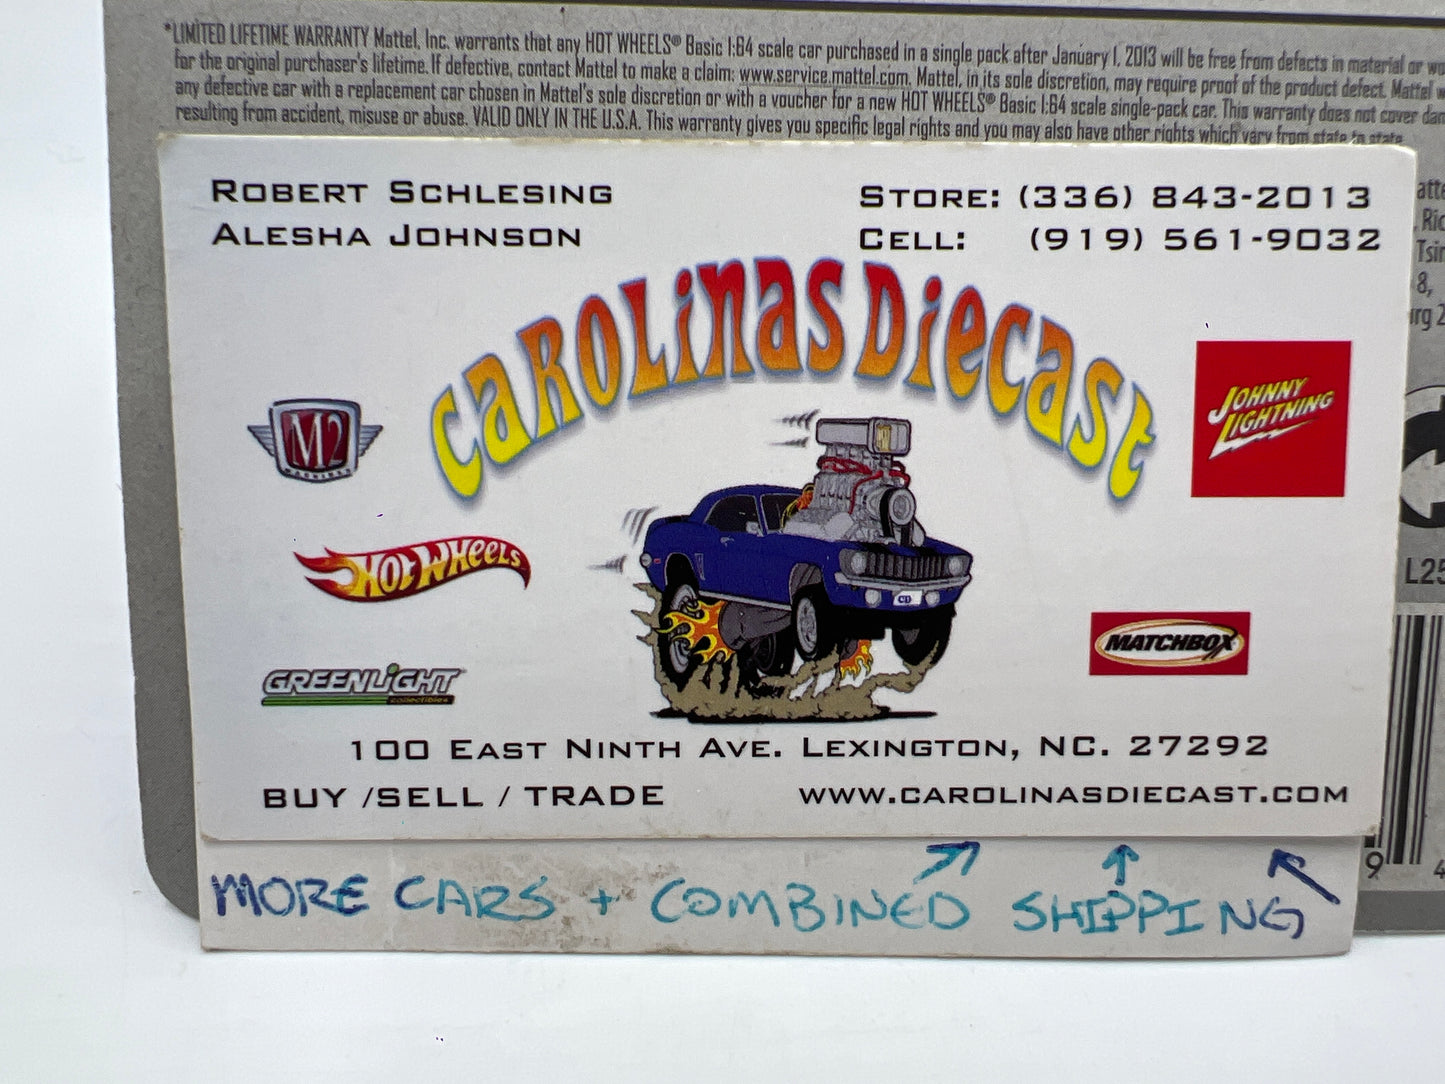 *LIMITED LIFETIME WARRANTY Mattel, Inc. warrants that any HOT WHEELS® Basic 1:64 scale car purchased in a single pack after January 1, 2013 will be free from defects in material or
for the original purchaser's lifetime. If defective, contact Mattel to make a claim: www.service.mattel.com. Mattel, in its sole discretion, may require proof of the product defect. Mattel
any defective car with a replacement car chosen in Mattel's sole discretion or with a voucher for a new HOT WHEELS® Basic 1:64 scale single-pack car. This warranty does not cover
resulting from accident, misuse or abuse. VALID ONLY IN THE U.S.A. This warranty gives you specific legal rights and you may also have other rights which vary from state to state.
ROBERT SCHLESING
ALESHA JOHNSON
STORE: (336) 843-2013
CELL: (919) 561-9032
CAROLINAS DIECAST
M2
MACHINES
JOHNNY
LIGHTNING
HOT WHEELS
CD
MATCHBOX
GREENLIGHT
collectibles
100 EAST NINTH AVE. LEXINGTON, NC. 27292
BUY /SELL / TRADE
WWW.CAROLINASDIECAST.COM
MORE CARS + COMBINED SHIPPING
8,
L25
9 4